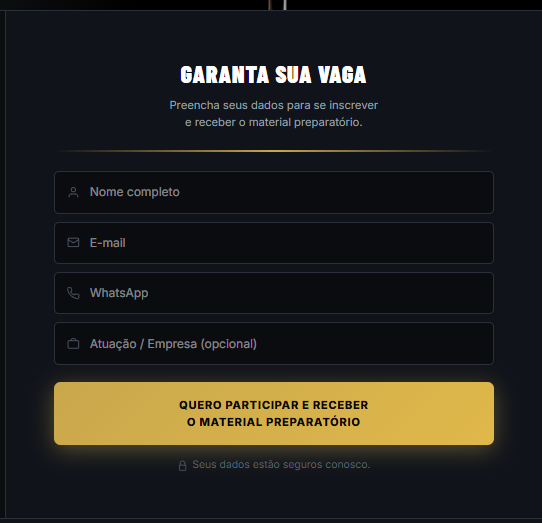 GARANTA SUA VAGA
Preencha seus dados para se inscrever
e receber o material preparatório.
Nome completo
E-mail
WhatsApp
Atuação / Empresa (opcional)
QUERO PARTICIPAR E RECEBER
O MATERIAL PREPARATÓRIO
Seus dados estão seguros conosco.